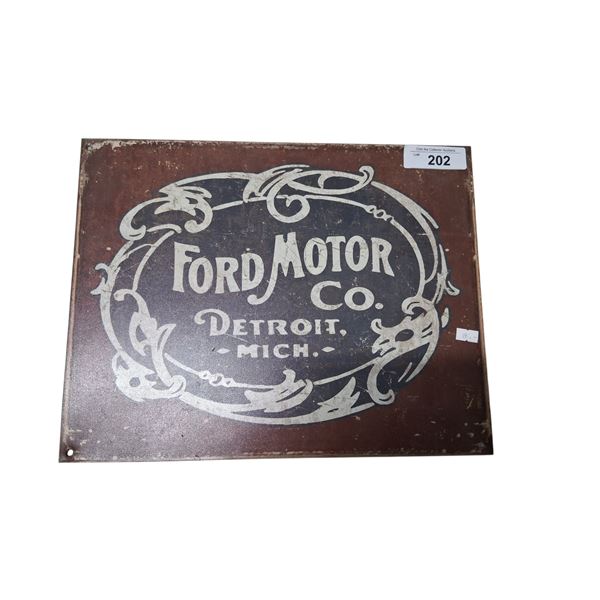 202
FORD MOTOR
CO.
DETROIT,
-MICH.-